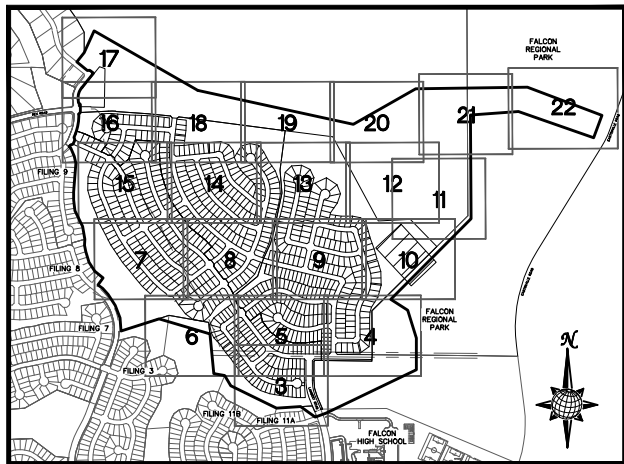 FALCON
REGIONAL
PARK
17
22
21
16
18
19
20
FILING 9
15
14
13
12
11
7
8
9
10
FILING 8
FILING 7
6
5
4
FALCON
REGIONAL
PARK
N
FILING 3
3
FILING 11B
FILING 11A
FALCON
HIGH SCHOOL